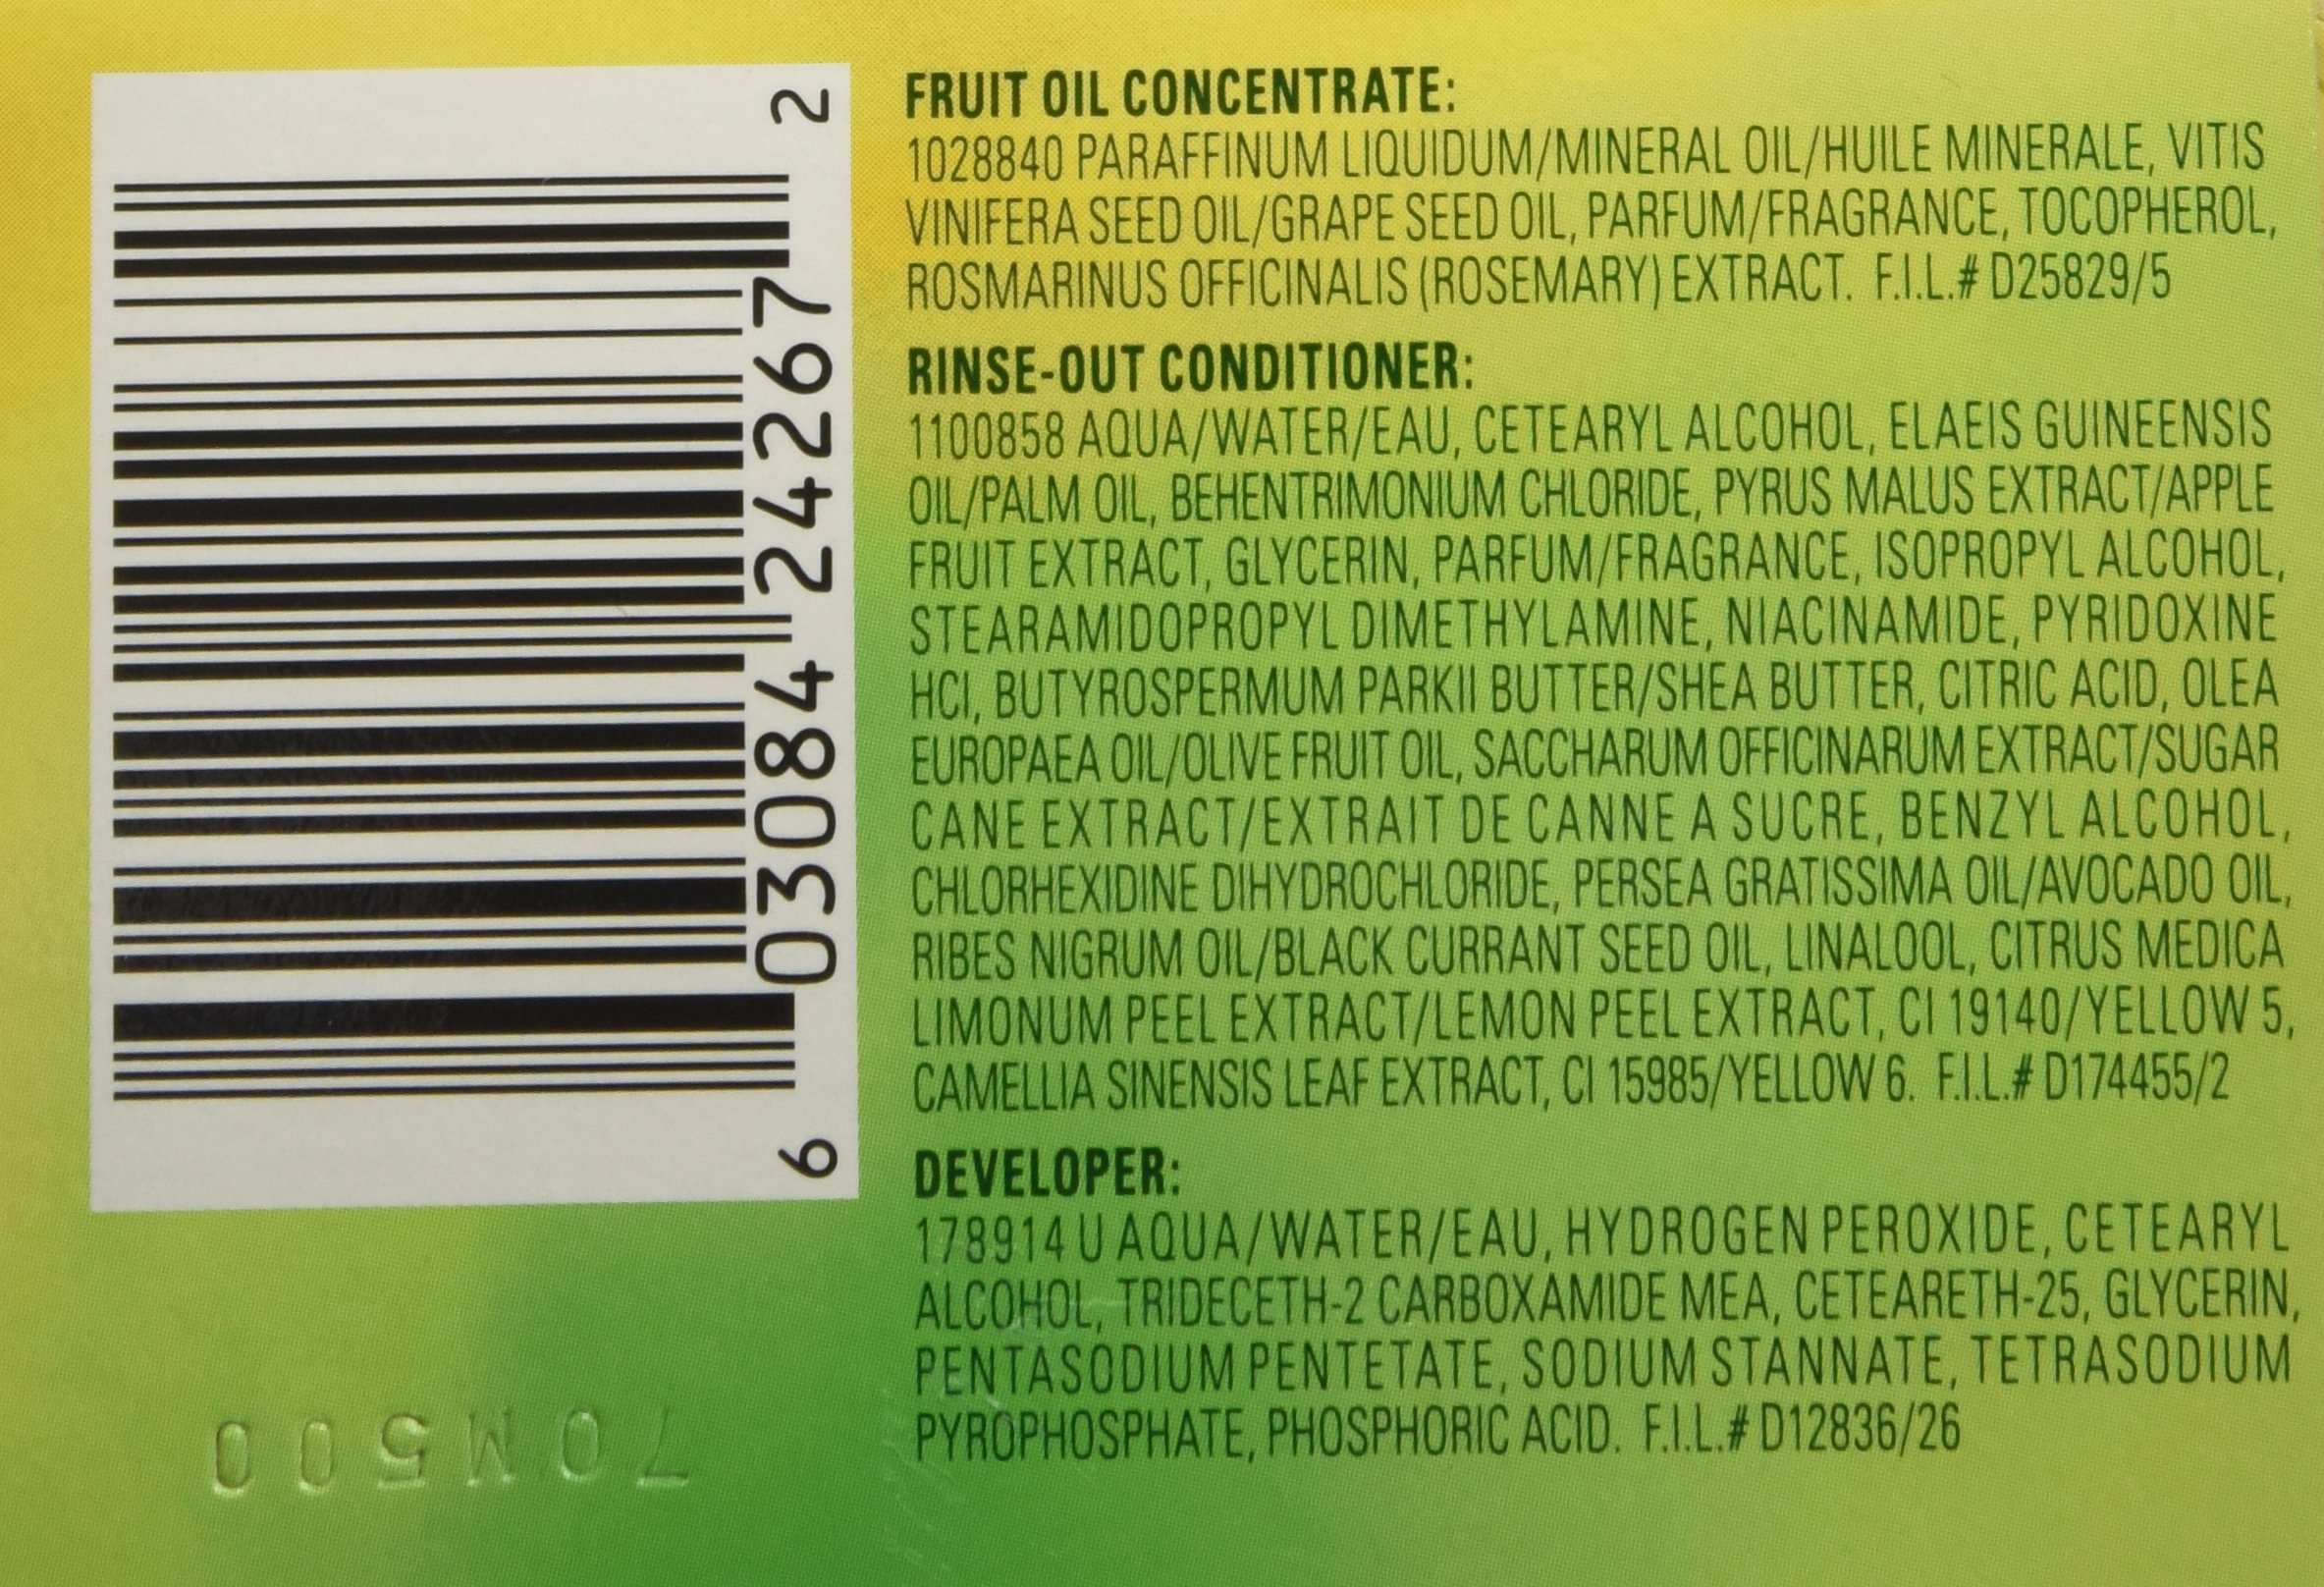 6 03084 24267 2
FRUIT OIL CONCENTRATE:
1028840 PARAFFINUM LIQUIDUM/MINERAL OIL/HUILE MINERALE, VITIS
VINIFERA SEED OIL/GRAPE SEED OIL, PARFUM/FRAGRANCE, TOCOPHEROL,
ROSMARINUS OFFICINALIS (ROSEMARY) EXTRACT. F.I.L.# D25829/5
RINSE-OUT CONDITIONER:
1100858 AQUA/WATER/EAU, CETEARYL ALCOHOL, ELAEIS GUINEENSIS
OIL/PALM OIL, BEHENTRIMONIUM CHLORIDE, PYRUS MALUS EXTRACT/APPLE
FRUIT EXTRACT, GLYCERIN, PARFUM/FRAGRANCE, ISOPROPYL ALCOHOL,
STEARAMIDOPROPYL DIMETHYLAMINE, NIACINAMIDE, PYRIDOXINE
HCI, BUTYROSPERMUM PARKII BUTTER/SHEA BUTTER, CITRIC ACID, OLEA
EUROPAEA OIL/OLIVE FRUIT OIL, SACCHARUM OFFICINARUM EXTRACT/SUGAR
CANE EXTRACT/EXTRAIT DE CANNE A SUCRE, BENZYL ALCOHOL,
CHLORHEXIDINE DIHYDROCHLORIDE, PERSEA GRATISSIMA OIL/AVOCADO OIL,
RIBES NIGRUM OIL/BLACK CURRANT SEED OIL, LINALOOL, CITRUS MEDICA
LIMONUM PEEL EXTRACT/LEMON PEEL EXTRACT, CI 19140/YELLOW 5,
CAMELLIA SINENSIS LEAF EXTRACT, CI 15985/YELLOW 6. F.I.L.# D174455/2
DEVELOPER:
178914 U AQUA/WATER/EAU, HYDROGEN PEROXIDE, CETEARYL
ALCOHOL, TRIDECETH-2 CARBOXAMIDE MEA, CETEARETH-25, GLYCERIN,
PENTASODIUM PENTETATE, SODIUM STANNATE, TETRASODIUM
PYROPHOSPHATE, PHOSPHORIC ACID. F.I.L.# D12836/26